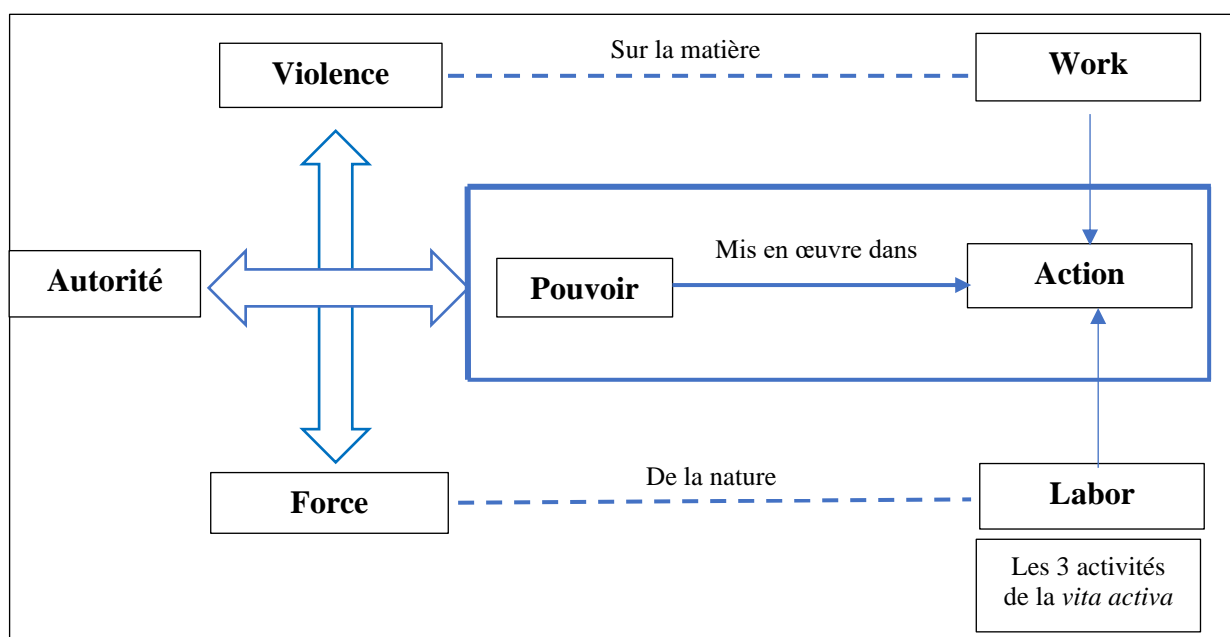 Sur la matière
Violence
Work
Mis en œuvre dans
Autorité
Pouvoir
Action
De la nature
Force
Labor
Les 3 activités
de la vita activa